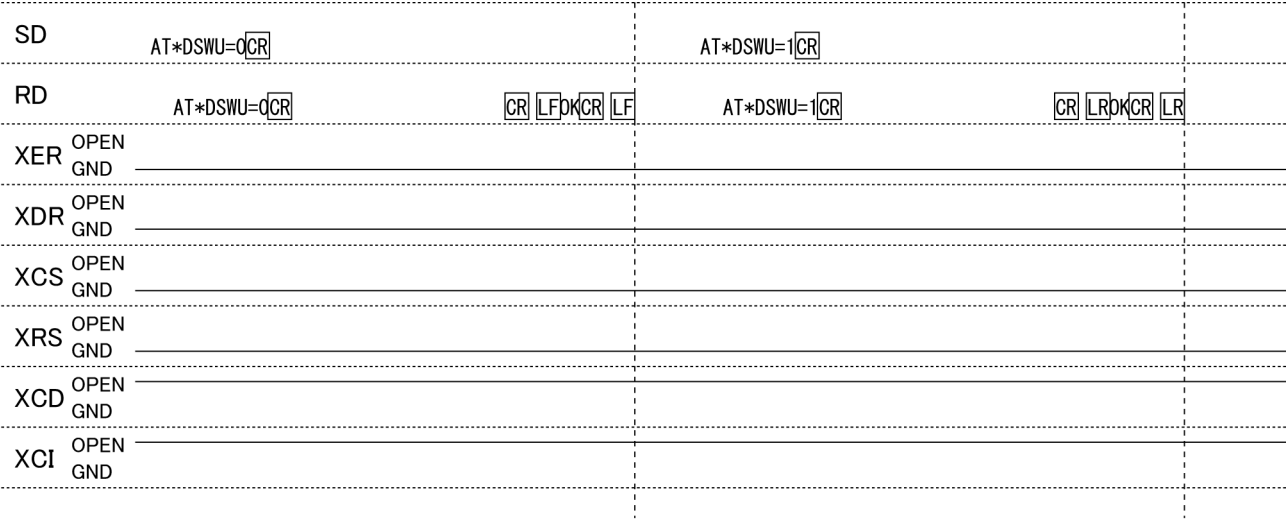 SD AT*DSWU=0CR AT*DSWU=1CR
RD AT*DSWU=0CR CR LFOKCR LF AT*DSWU=1CR CR LROKCR LR
XER OPEN
GND
XDR OPEN
GND
XCS OPEN
GND
XRS OPEN
GND
XCD OPEN
GND
XCI OPEN
GND